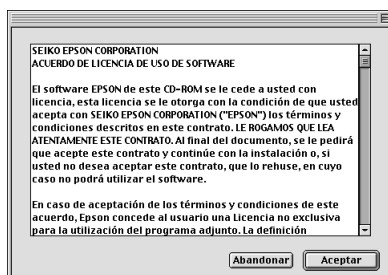 SEIKO EPSON CORPORATION
ACUERDO DE LICENCIA DE USO DE SOFTWARE
El software EPSON de este CD-ROM se le cede a usted con
licencia, esta licencia se le otorga con la condición de que usted
acepta con SEIKO EPSON CORPORATION ("EPSON") los términos y
condiciones descritos en este contrato. LE ROGAMOS QUE LEA
ATENTAMENTE ESTE CONTRATO. Al final del documento, se le pedirá
que acepte este contrato y continúe con la instalación o, si
usted no desea aceptar este contrato, que lo rehuse, en cuyo
caso no podrá utilizar el software.
En caso de aceptación de los términos y condiciones de este
acuerdo, Epson concede al usuario una Licencia no exclusiva
para la utilización del programa adjunto. La definición
Abandonar Aceptar